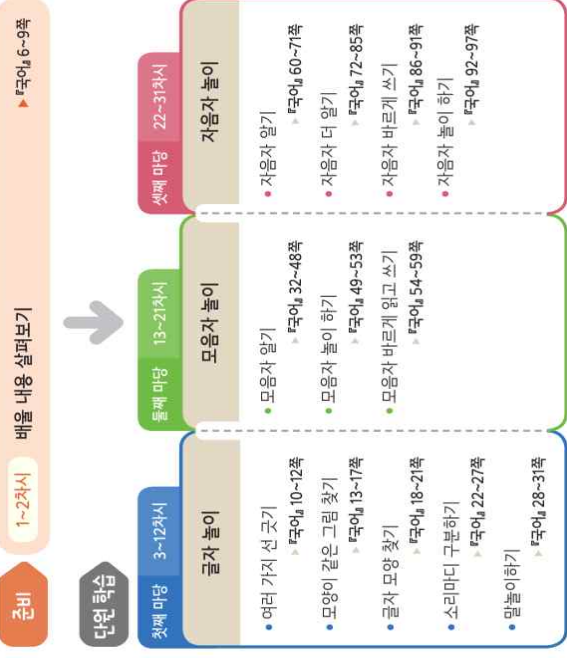 준비
1~2차시
배울 내용 살펴보기
▶ 『국어』 6~9쪽
단원 학습
첫째 마당
3~12차시
글자 놀이
• 여러 가지 선 긋기
▶ 『국어』 10~12쪽
• 모양이 같은 그림 찾기
▶ 『국어』 13~17쪽
• 글자 모양 찾기
▶ 『국어』 18~21쪽
• 소리마디 구분하기
▶ 『국어』 22~27쪽
• 말놀이하기
▶ 『국어』 28~31쪽
둘째 마당
13~21차시
모음자 놀이
• 모음자 알기
▶ 『국어』 32~48쪽
• 모음자 놀이 하기
▶ 『국어』 49~53쪽
• 모음자 바르게 읽고 쓰기
▶ 『국어』 54~59쪽
셋째 마당
22~31차시
자음자 놀이
• 자음자 알기
▶ 『국어』 60~71쪽
• 자음자 더 알기
▶ 『국어』 72~85쪽
• 자음자 바르게 쓰기
▶ 『국어』 86~91쪽
• 자음자 놀이 하기
▶ 『국어』 92~97쪽